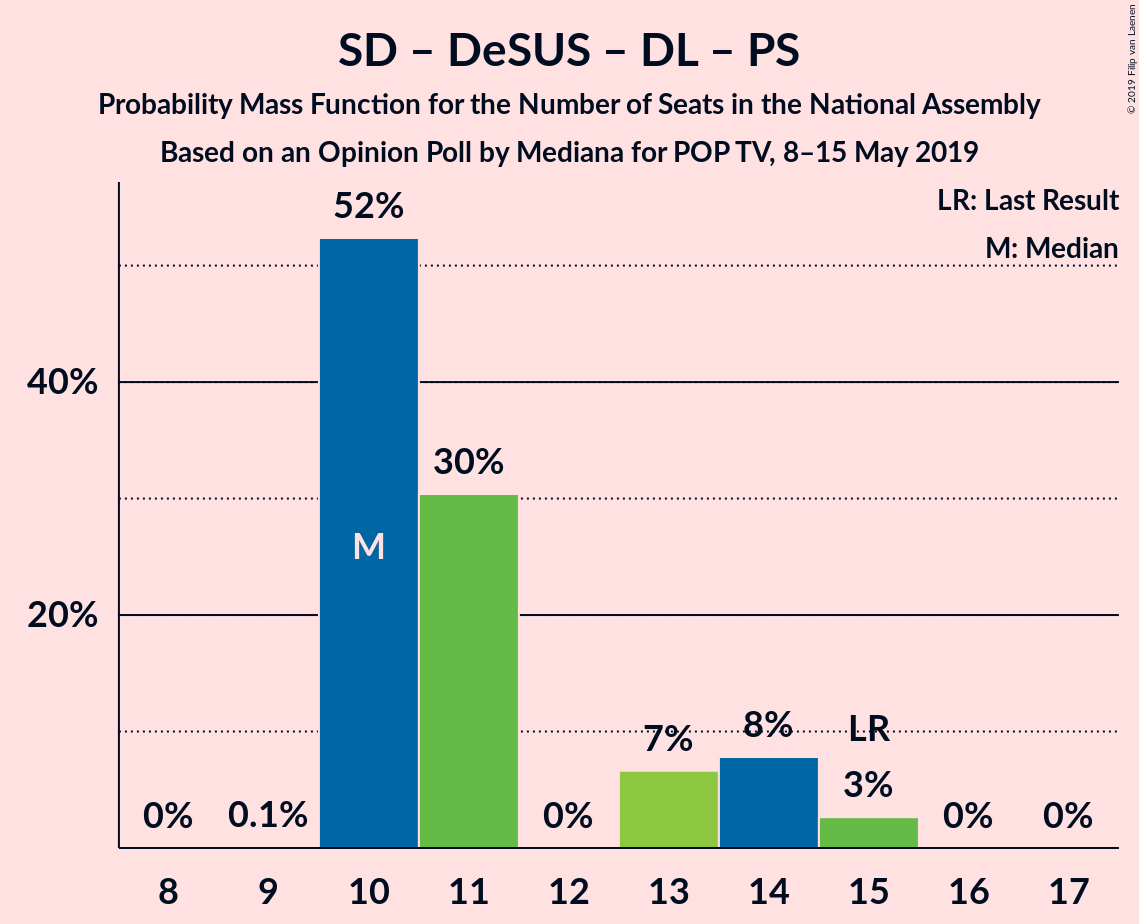 SD – DeSUS – DL – PS
Probability Mass Function for the Number of Seats in the National Assembly
Based on an Opinion Poll by Mediana for POP TV, 8–15 May 2019
© 2019 Filip van Laenen
LR: Last Result
M: Median
52%
40%
30%
M
20%
LR
7%
8%
3%
0%
0.1%
0%
0%
0%
8 9 10 11 12 13 14 15 16 17